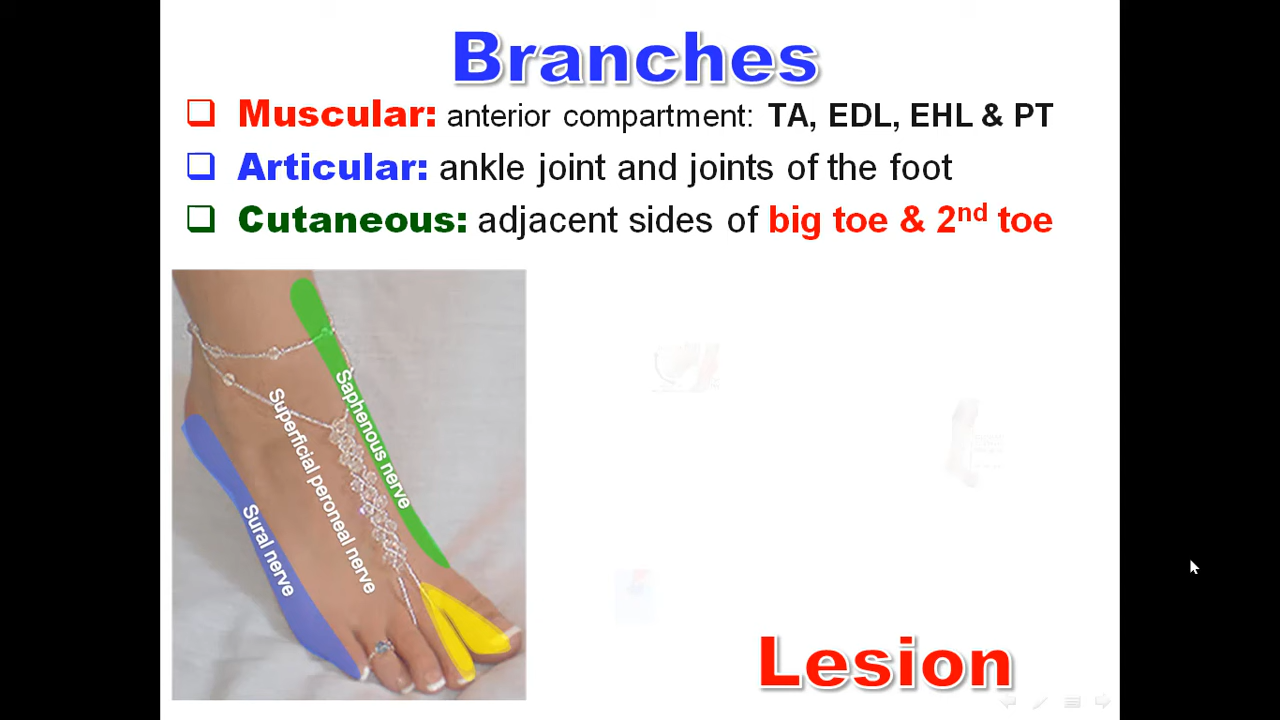 Branches
❑ Muscular: anterior compartment: TA, EDL, EHL & PT
❑ Articular: ankle joint and joints of the foot
❑ Cutaneous: adjacent sides of big toe & 2nd toe
Saphenous nerve
Superficial peroneal nerve
Sural nerve
Lesion